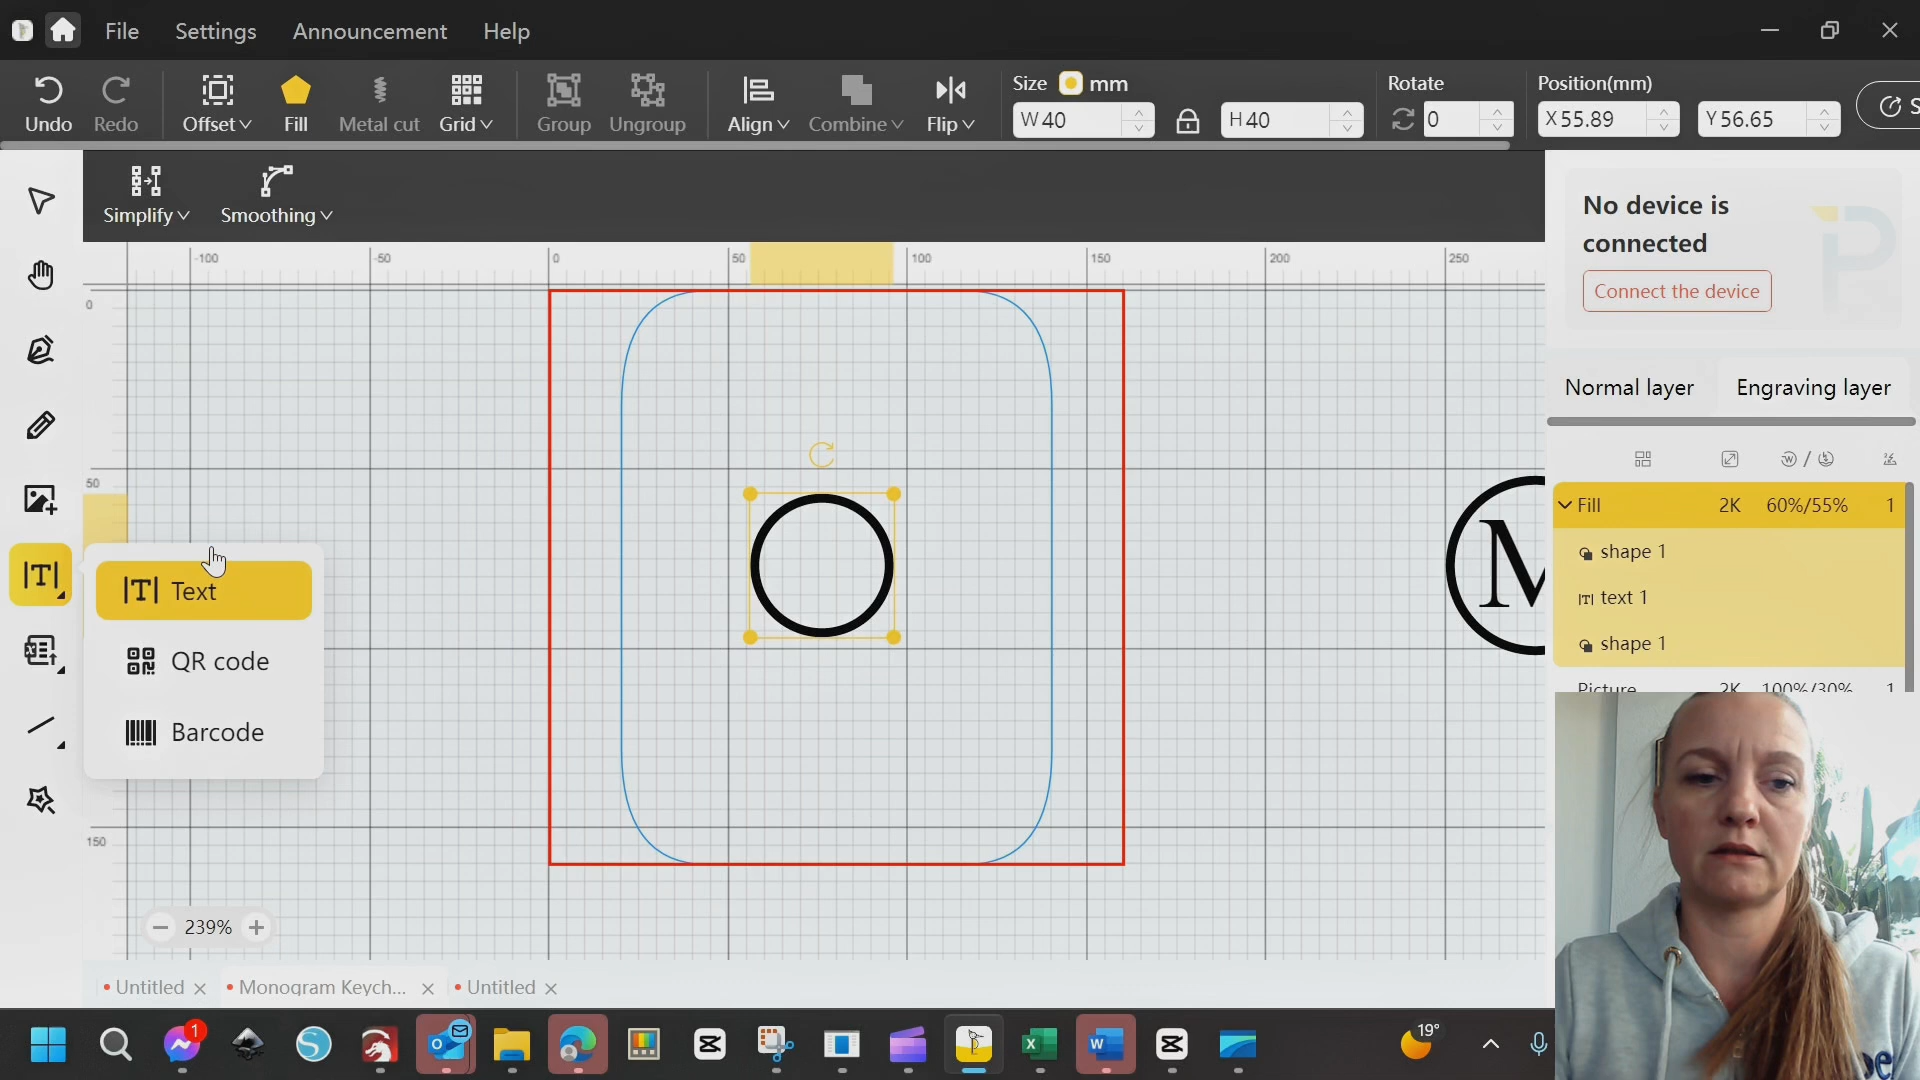 File Settings Announcement Help
Size mm Rotate Position(mm)
Undo Redo Offset Fill Metal cut Grid Group Ungroup Align Combine Flip
W 40 H 40 0 X 55.89 Y 56.65 S
Simplify Smoothing
-100 -50 0 50 100 150 200 250
0
50
150
M
Text
QR code
Barcode
239%
No device is
connected
Connect the device
Normal layer Engraving layer
Fill 2K 60%/55% 1
shape 1
text 1
shape 1
Picture 2K 100%/30% 1
Untitled Monogram Keych... Untitled
1 19°